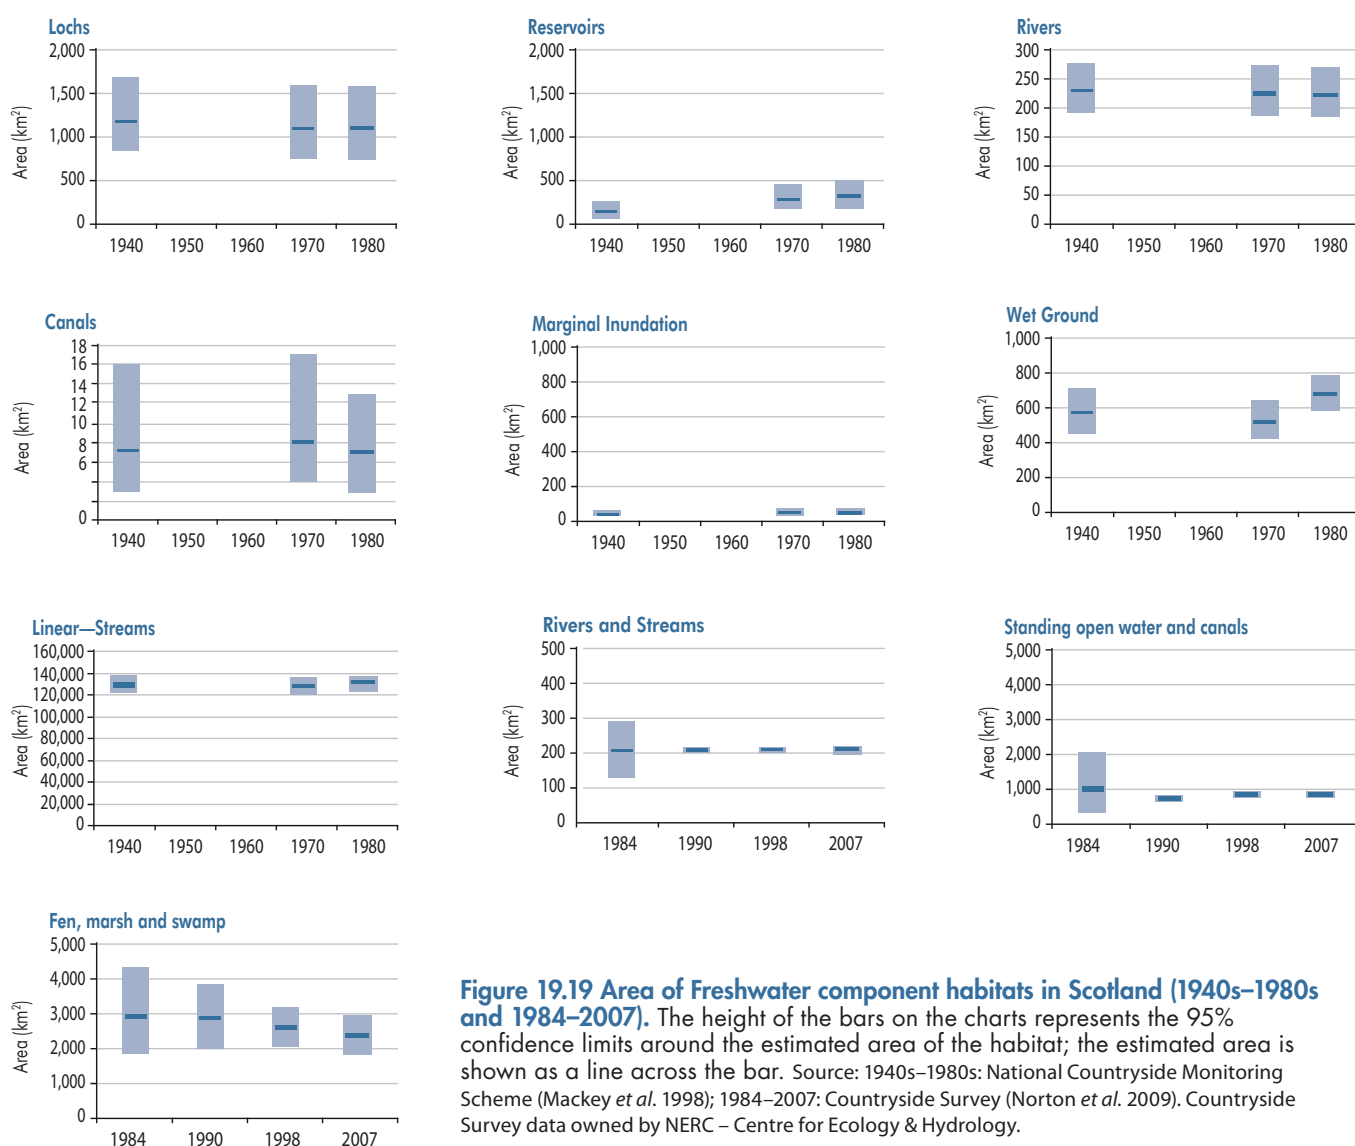 Lochs
2,000
1,500
1,000
500
0
Area (km²)
1940 1950 1960 1970 1980
Reservoirs
2,000
1,500
1,000
500
0
Area (km²)
1940 1950 1960 1970 1980
Rivers
300
250
200
150
100
50
0
Area (km²)
1940 1950 1960 1970 1980
Canals
18
16
14
12
10
8
6
0
Area (km²)
1940 1950 1960 1970 1980
Marginal Inundation
1,000
800
600
400
200
0
Area (km²)
1940 1950 1960 1970 1980
Wet Ground
1,000
800
600
400
200
0
Area (km²)
1940 1950 1960 1970 1980
Linear—Streams
160,000
140,000
120,000
100,000
80,000
60,000
40,000
20,000
0
Area (km²)
1940 1950 1960 1970 1980
Rivers and Streams
500
400
300
200
100
0
Area (km²)
1984 1990 1998 2007
Standing open water and canals
5,000
4,000
3,000
2,000
1,000
0
Area (km²)
1984 1990 1998 2007
Fen, marsh and swamp
5,000
4,000
3,000
2,000
1,000
0
Area (km²)
1984 1990 1998 2007
Figure 19.19 Area of Freshwater component habitats in Scotland (1940s–1980s
and 1984–2007). The height of the bars on the charts represents the 95%
confidence limits around the estimated area of the habitat; the estimated area is
shown as a line across the bar. Source: 1940s–1980s: National Countryside Monitoring
Scheme (Mackey et al. 1998); 1984–2007: Countryside Survey (Norton et al. 2009). Countryside
Survey data owned by NERC – Centre for Ecology & Hydrology.